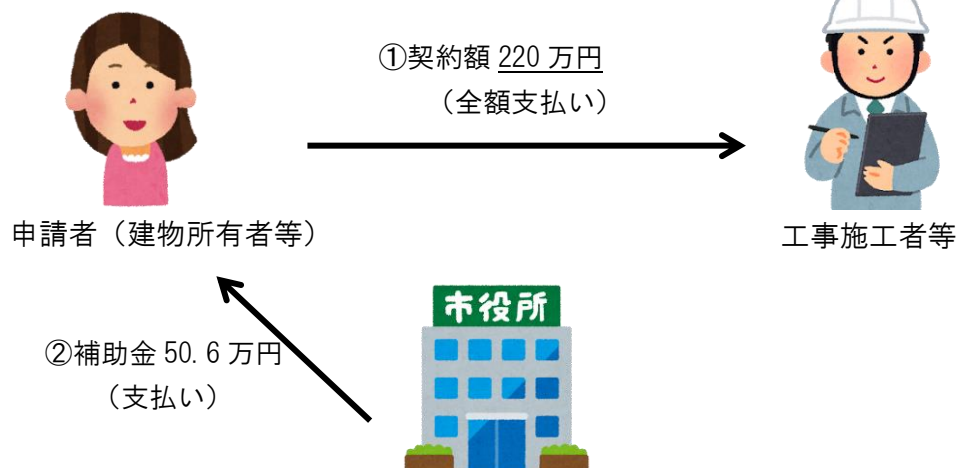 ①契約額 220 万円
（全額支払い）
申請者（建物所有者等）
工事施工者等
市役所
②補助金 50.6 万円
（支払い）